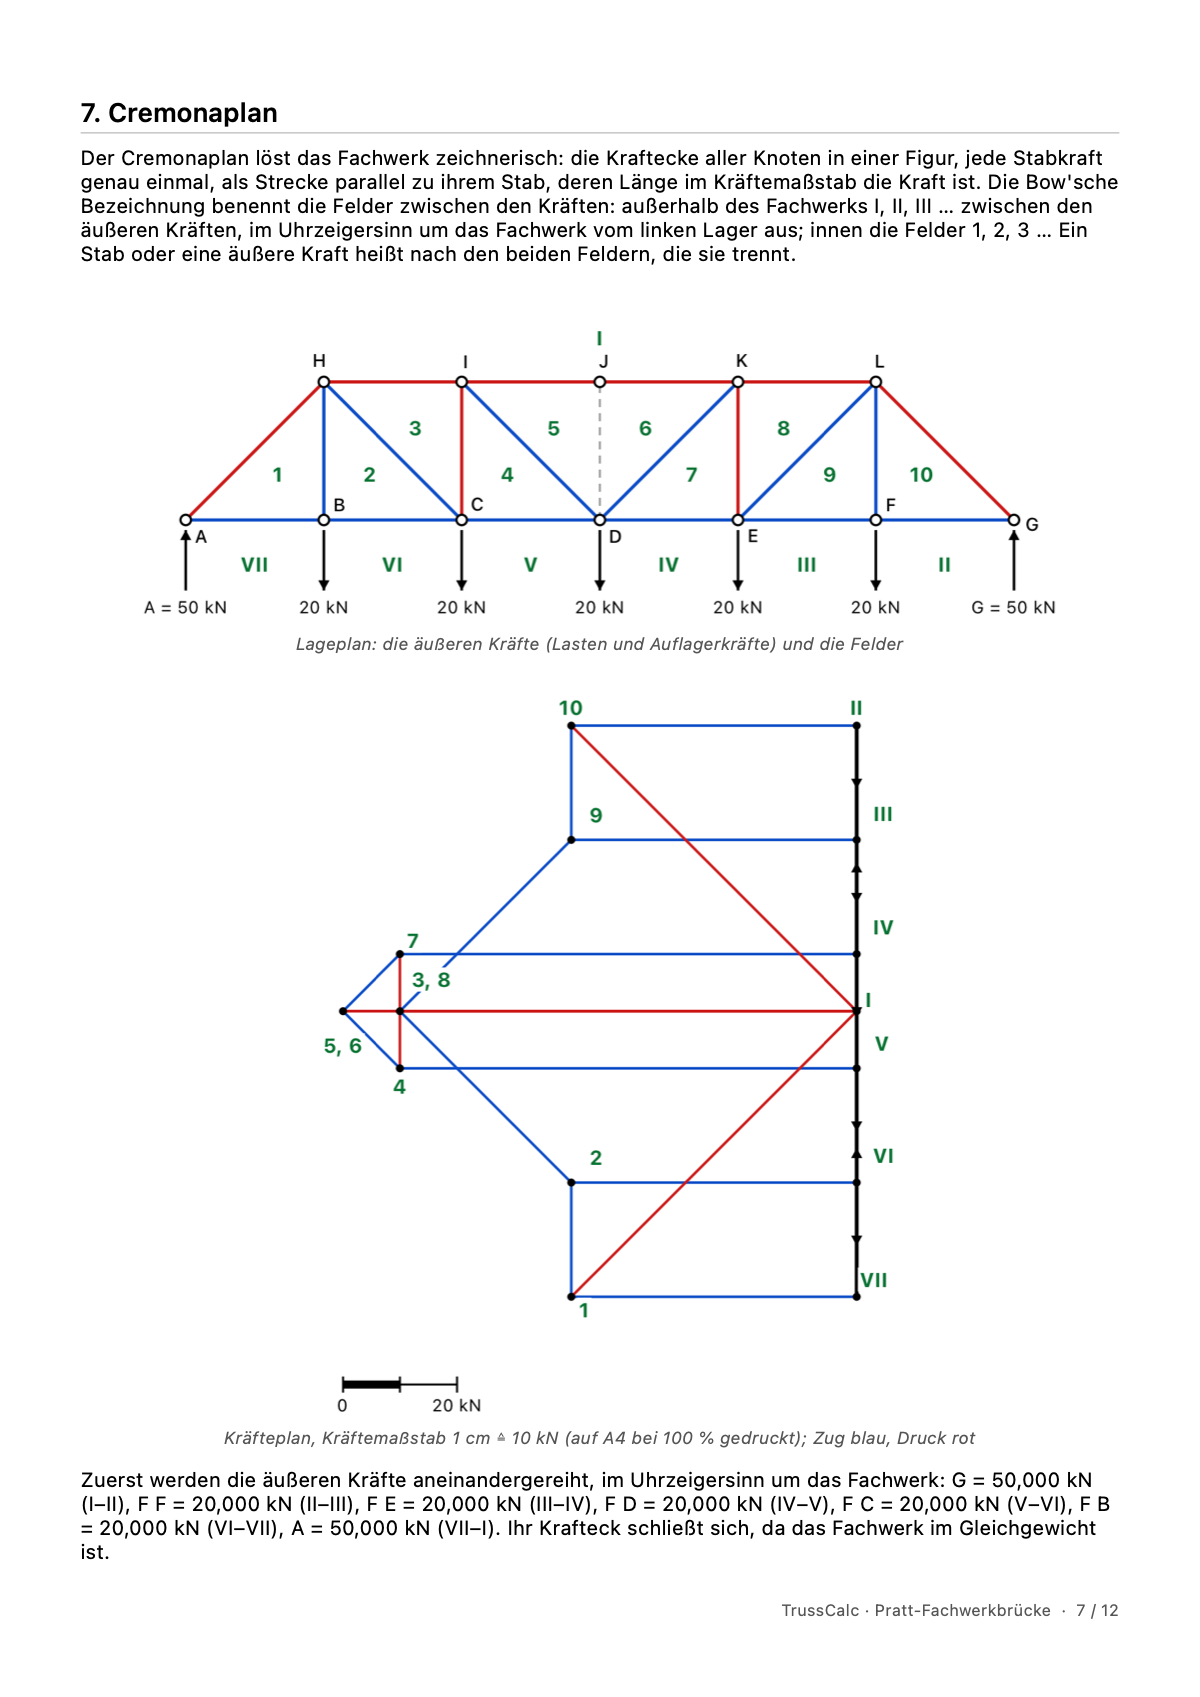 7. Cremonaplan
Der Cremonaplan löst das Fachwerk zeichnerisch: die Kraftecke aller Knoten in einer Figur, jede Stabkraft
genau einmal, als Strecke parallel zu ihrem Stab, deren Länge im Kräftemaßstab die Kraft ist. Die Bow'sche
Bezeichnung benennt die Felder zwischen den Kräften: außerhalb des Fachwerks I, II, III … zwischen den
äußeren Kräften, im Uhrzeigersinn um das Fachwerk vom linken Lager aus; innen die Felder 1, 2, 3 … Ein
Stab oder eine äußere Kraft heißt nach den beiden Feldern, die sie trennt.
I
H I J K L
3 5 6 8
1 2 4 7 9 10
B C F
A D E G
VII VI V IV III II
A = 50 kN 20 kN 20 kN 20 kN 20 kN 20 kN G = 50 kN
Lageplan: die äußeren Kräfte (Lasten und Auflagerkräfte) und die Felder
10 II
9 III
IV
7
3, 8
I
5, 6 V
4
2 VI
VII
1
0 20 kN
Kräfteplan, Kräftemaßstab 1 cm ≙ 10 kN (auf A4 bei 100 % gedruckt); Zug blau, Druck rot
Zuerst werden die äußeren Kräfte aneinandergereiht, im Uhrzeigersinn um das Fachwerk: G = 50,000 kN
(I–II), F F = 20,000 kN (II–III), F E = 20,000 kN (III–IV), F D = 20,000 kN (IV–V), F C = 20,000 kN (V–VI), F B
= 20,000 kN (VI–VII), A = 50,000 kN (VII–I). Ihr Krafteck schließt sich, da das Fachwerk im Gleichgewicht
ist.
TrussCalc · Pratt-Fachwerkbrücke · 7 / 12